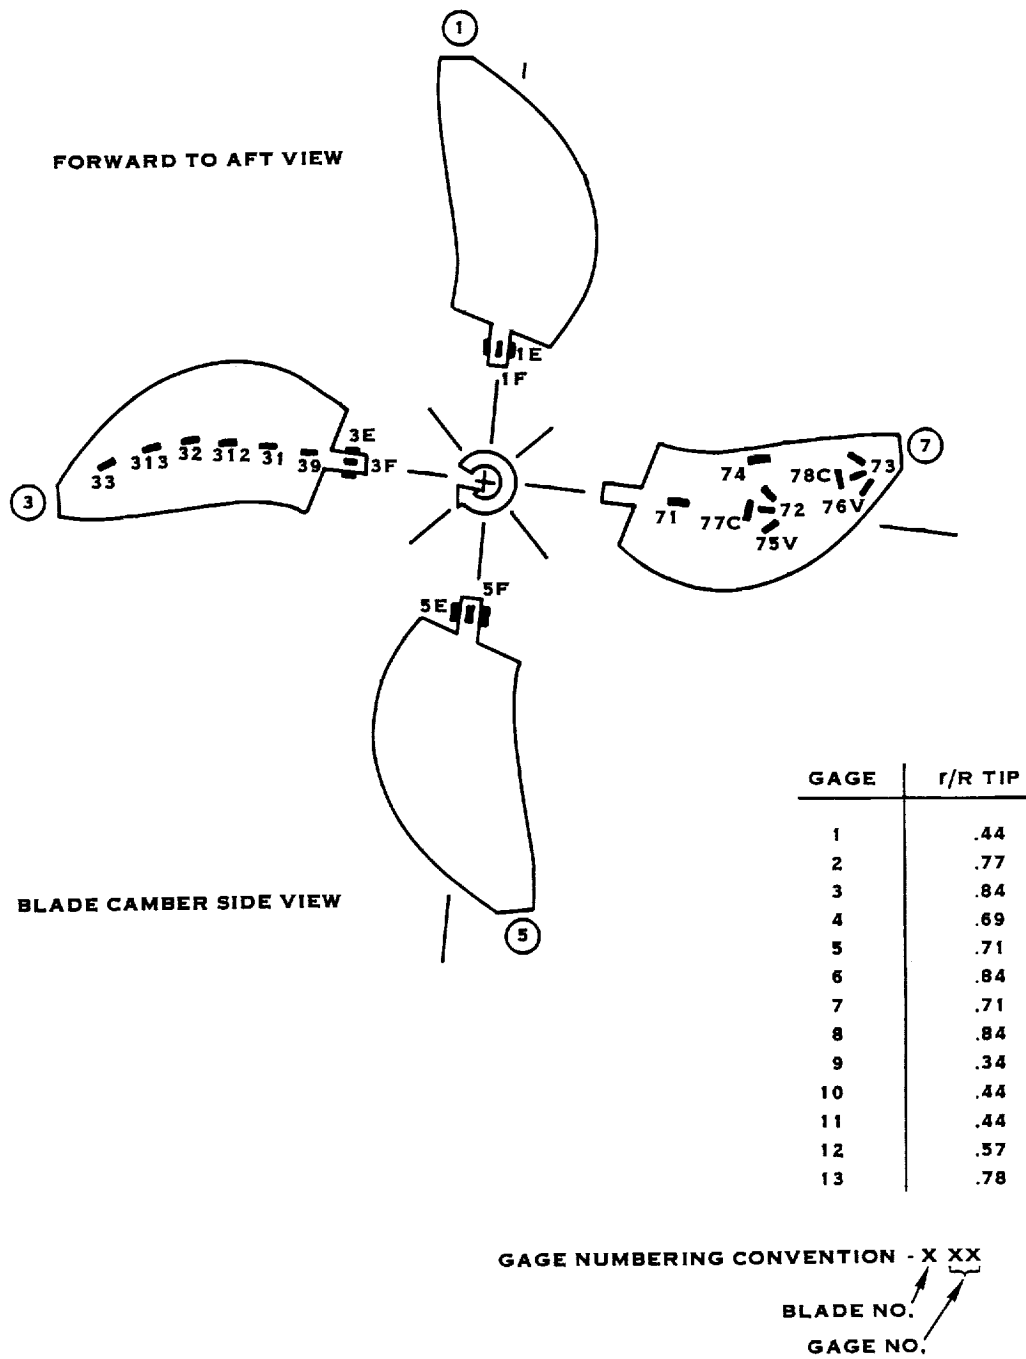 1
FORWARD TO AFT VIEW
1E
1F
3E
3F
33
313
32
312
31
39
3
7
74
78C
73
76V
71
77C
72
75V
5F
5E
BLADE CAMBER SIDE VIEW
5
GAGE r/R TIP
1 .44
2 .77
3 .84
4 .69
5 .71
6 .84
7 .71
8 .84
9 .34
10 .44
11 .44
12 .57
13 .78
GAGE NUMBERING CONVENTION - X XX
BLADE NO.
GAGE NO.